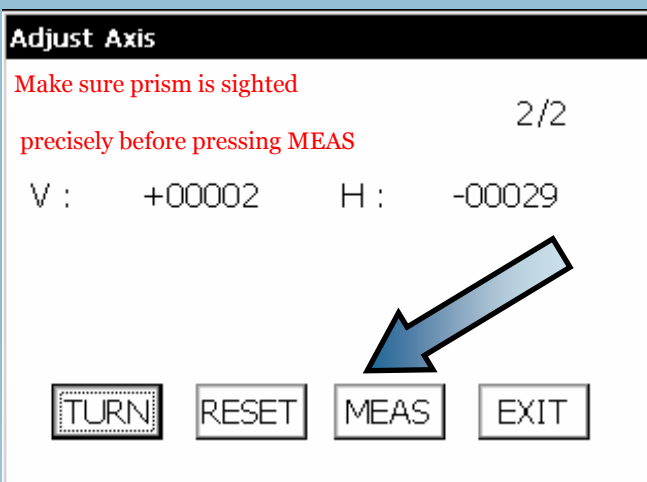 Adjust Axis
Make sure prism is sighted
2/2
precisely before pressing MEAS
V : +00002 H : -00029
TURN RESET MEAS EXIT